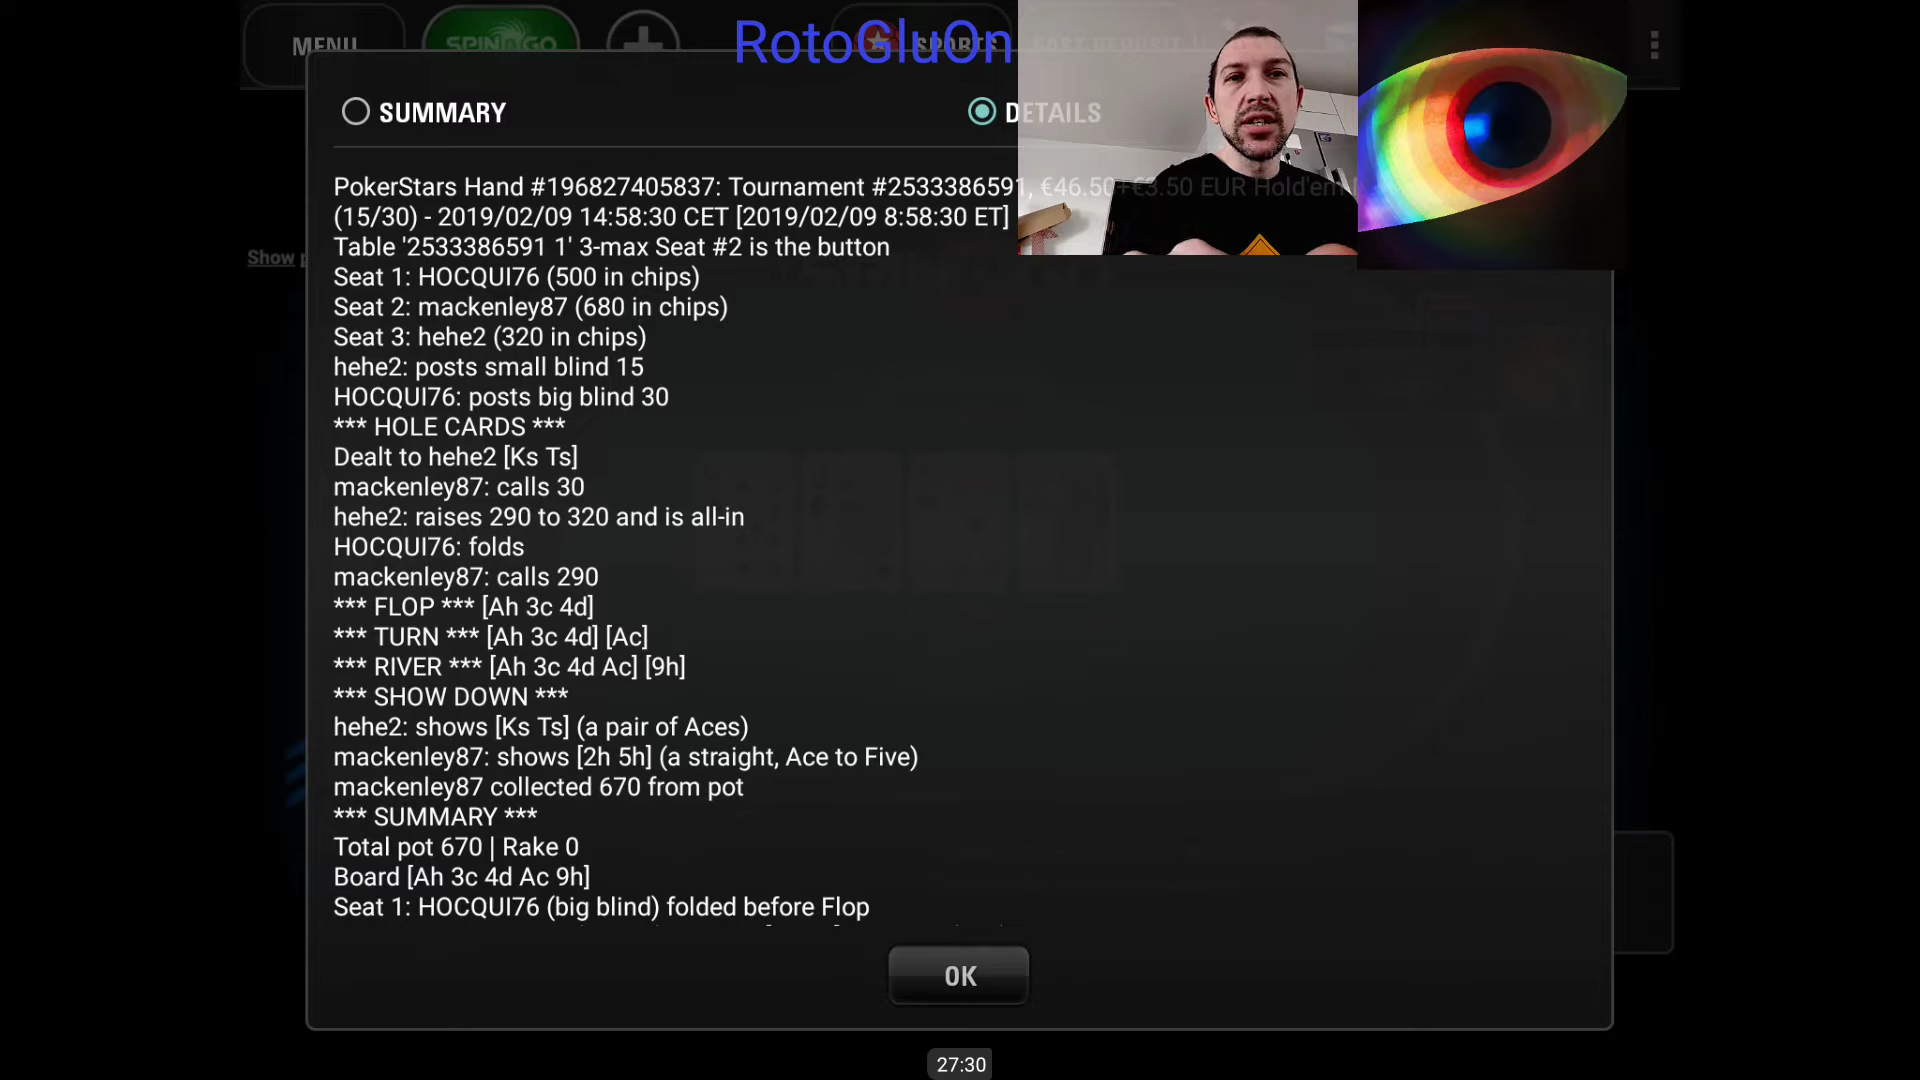 MENU
SPIN&GO
RotoGluOn
SPORTS
SUMMARY
DETAILS
PokerStars Hand #196827405837: Tournament #2533386591, €46.50+€3.50 EUR Hold'em
(15/30) - 2019/02/09 14:58:30 CET [2019/02/09 8:58:30 ET]
Table '2533386591 1' 3-max Seat #2 is the button
Show
Seat 1: HOCQUI76 (500 in chips)
Seat 2: mackenley87 (680 in chips)
Seat 3: hehe2 (320 in chips)
hehe2: posts small blind 15
HOCQUI76: posts big blind 30
*** HOLE CARDS ***
Dealt to hehe2 [Ks Ts]
mackenley87: calls 30
hehe2: raises 290 to 320 and is all-in
HOCQUI76: folds
mackenley87: calls 290
*** FLOP *** [Ah 3c 4d]
*** TURN *** [Ah 3c 4d] [Ac]
*** RIVER *** [Ah 3c 4d Ac] [9h]
*** SHOW DOWN ***
hehe2: shows [Ks Ts] (a pair of Aces)
mackenley87: shows [2h 5h] (a straight, Ace to Five)
mackenley87 collected 670 from pot
*** SUMMARY ***
Total pot 670 | Rake 0
Board [Ah 3c 4d Ac 9h]
Seat 1: HOCQUI76 (big blind) folded before Flop
OK
27:30